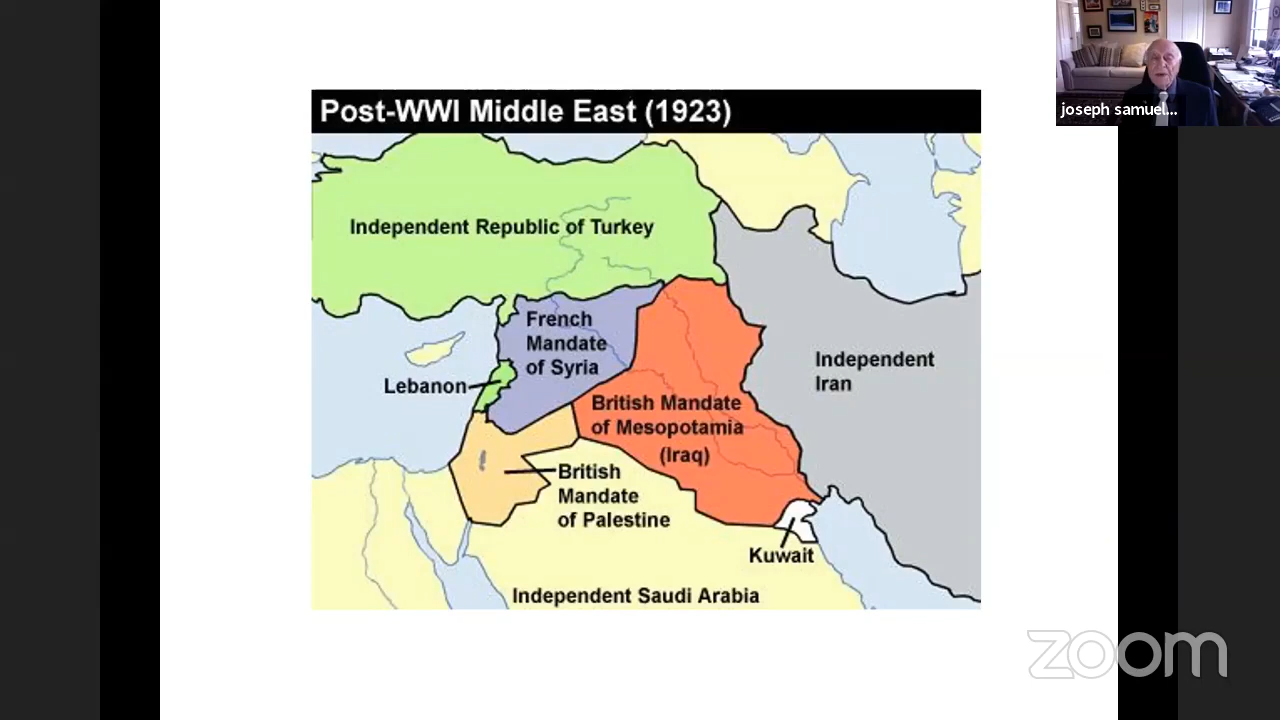 joseph samuel...
Post-WWI Middle East (1923)
Independent Republic of Turkey
French
Mandate
of Syria
Lebanon
Independent
Iran
British Mandate
of Mesopotamia
(Iraq)
British
Mandate
of Palestine
Kuwait
Independent Saudi Arabia
zoom